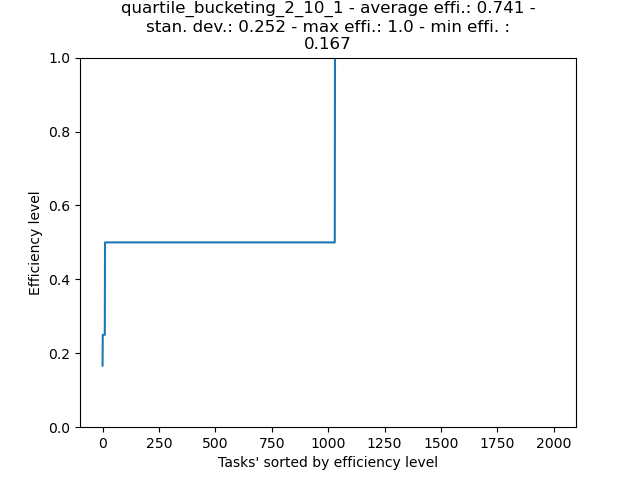 quartile_bucketing_2_10_1 - average effi.: 0.741 -
stan. dev.: 0.252 - max effi.: 1.0 - min effi. :
0.167
1.0
0.8
0.6
0.4
0.2
0.0
Efficiency level
0 250 500 750 1000 1250 1500 1750 2000
Tasks' sorted by efficiency level